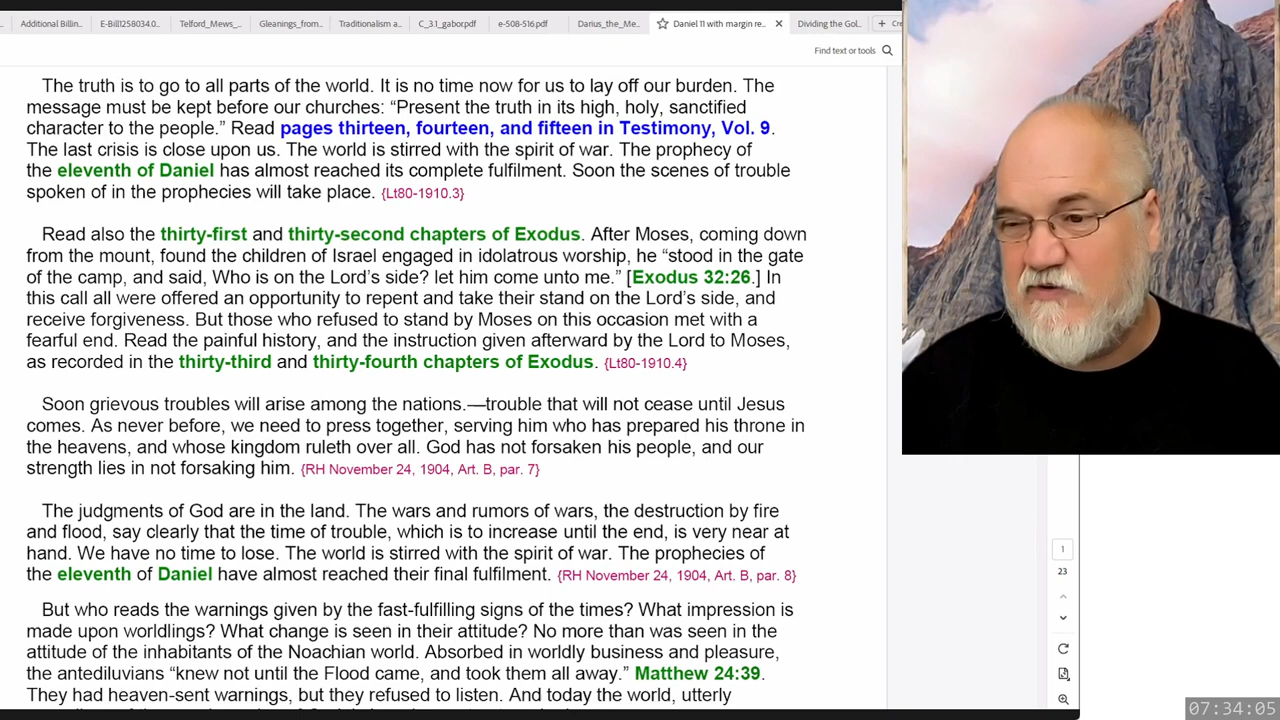 Additional Billin...
E-Bill1258034.0...
Telford_Mews_...
Gleanings_from...
Traditionalism a...
C_3.1_gabor.pdf
e-508-516.pdf
Darius_the_Me...
Daniel 11 with margin re...
Dividing the Gol...
Cre
Find text or tools
The truth is to go to all parts of the world. It is no time now for us to lay off our burden. The
message must be kept before our churches: “Present the truth in its high, holy, sanctified
character to the people.” Read pages thirteen, fourteen, and fifteen in Testimony, Vol. 9.
The last crisis is close upon us. The world is stirred with the spirit of war. The prophecy of
the eleventh of Daniel has almost reached its complete fulfilment. Soon the scenes of trouble
spoken of in the prophecies will take place. {Lt80-1910.3}
Read also the thirty-first and thirty-second chapters of Exodus. After Moses, coming down
from the mount, found the children of Israel engaged in idolatrous worship, he “stood in the gate
of the camp, and said, Who is on the Lord’s side? let him come unto me.” [Exodus 32:26.] In
this call all were offered an opportunity to repent and take their stand on the Lord’s side, and
receive forgiveness. But those who refused to stand by Moses on this occasion met with a
fearful end. Read the painful history, and the instruction given afterward by the Lord to Moses,
as recorded in the thirty-third and thirty-fourth chapters of Exodus. {Lt80-1910.4}
Soon grievous troubles will arise among the nations.—trouble that will not cease until Jesus
comes. As never before, we need to press together, serving him who has prepared his throne in
the heavens, and whose kingdom ruleth over all. God has not forsaken his people, and our
strength lies in not forsaking him. {RH November 24, 1904, Art. B, par. 7}
The judgments of God are in the land. The wars and rumors of wars, the destruction by fire
and flood, say clearly that the time of trouble, which is to increase until the end, is very near at
hand. We have no time to lose. The world is stirred with the spirit of war. The prophecies of
the eleventh of Daniel have almost reached their final fulfilment. {RH November 24, 1904, Art. B, par. 8}
But who reads the warnings given by the fast-fulfilling signs of the times? What impression is
made upon worldlings? What change is seen in their attitude? No more than was seen in the
attitude of the inhabitants of the Noachian world. Absorbed in worldly business and pleasure,
the antediluvians “knew not until the Flood came, and took them all away.” Matthew 24:39.
They had heaven-sent warnings, but they refused to listen. And today the world, utterly
1
23
07:34:05